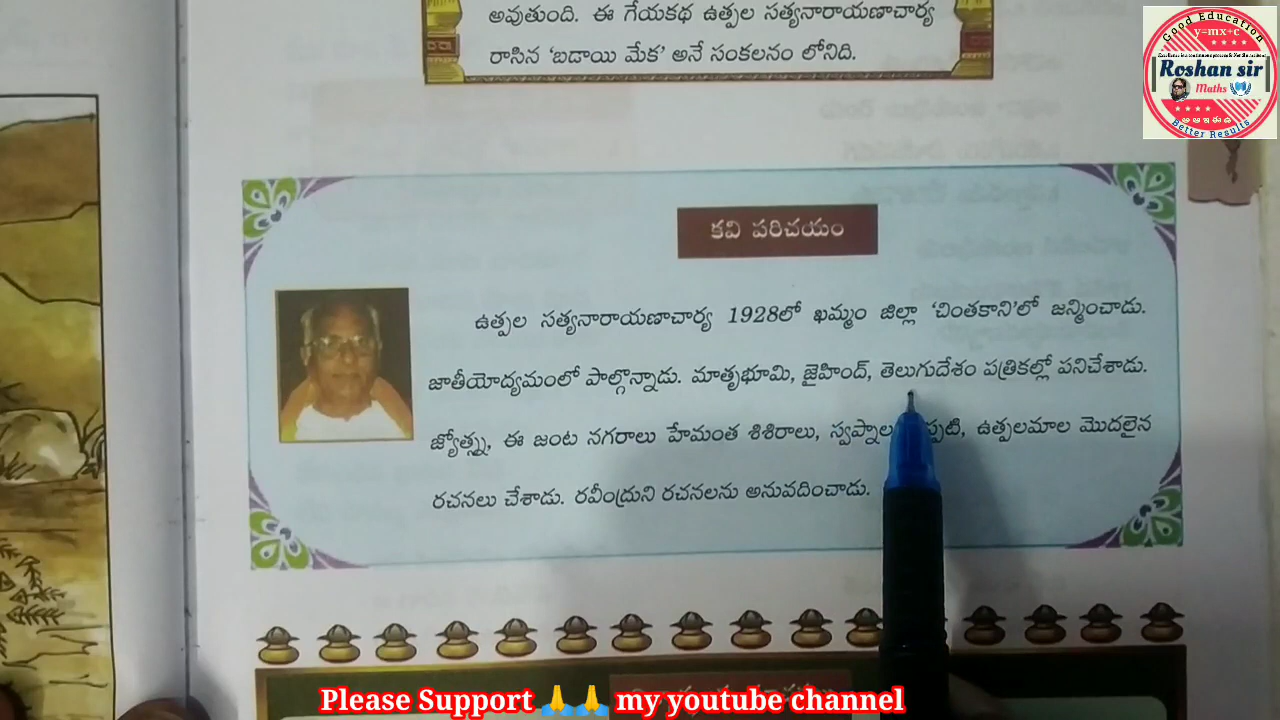 అవుతుంది. ఈ గేయకథ ఉత్పల సత్యనారాయణాచార్య
రాసిన ‘బడాయి మేక’ అనే సంకలనం లోనిది.
Good Education
y=mx+c
Roshan sir
Maths
అ ఆ ఇ ఈ ఉ
Better Results
కవి పరిచయం
ఉత్పల సత్యనారాయణాచార్య 1928లో ఖమ్మం జిల్లా ‘చింతకాని’లో జన్మించాడు.
జాతీయోద్యమంలో పాల్గొన్నాడు. మాతృభూమి, జైహింద్, తెలుగుదేశం పత్రికల్లో పనిచేశాడు.
జ్యోత్స్న, ఈ జంట నగరాలు హేమంత శిశిరాలు, ఉత్పలమాల మొదలైన
రచనలు చేశాడు. రవీంద్రుని రచనలను అనువదించాడు.
Please Support 🙏🙏 my youtube channel